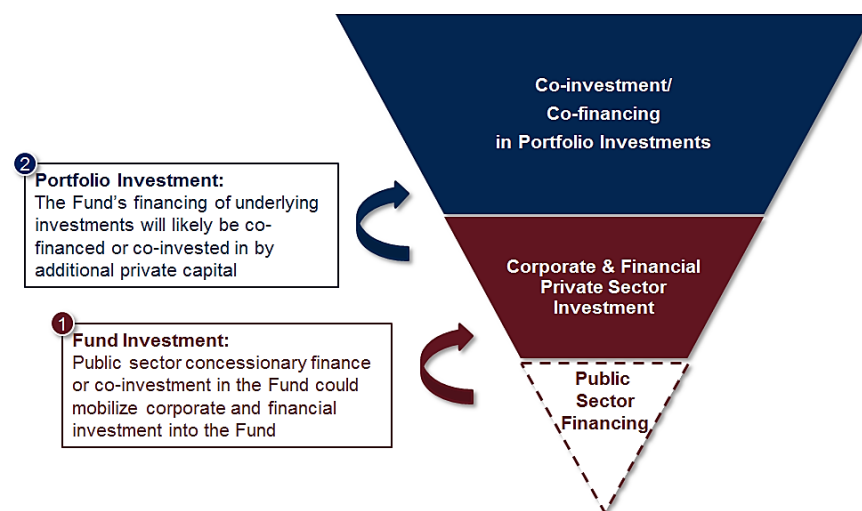 Co-investment/
Co-financing
in Portfolio Investments
2
Portfolio Investment:
The Fund's financing of underlying
investments will likely be co-
financed or co-invested in by
additional private capital
Corporate & Financial
Private Sector
Investment
1
Fund Investment:
Public sector concessionary finance
or co-investment in the Fund could
mobilize corporate and financial
investment into the Fund
Public
Sector
Financing